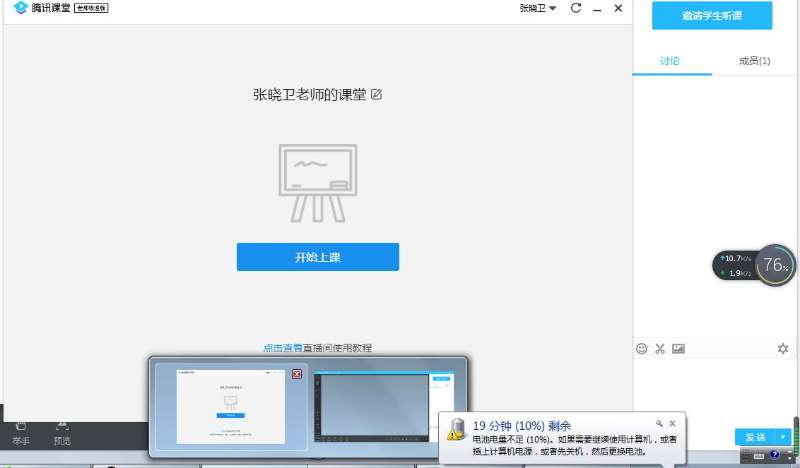 腾讯课堂 老师极速版
张晓卫
邀请学生听课
讨论 成员(1)
张晓卫老师的课堂
开始上课
10.7K/s
1.9K/s
76%
点击查看直播间使用教程
举手 预览
19 分钟 (10%) 剩余
电池电量不足 (10%)。如果需要继续使用计算机，或者
插上计算机电源，或者先关机，然后更换电池。
发送